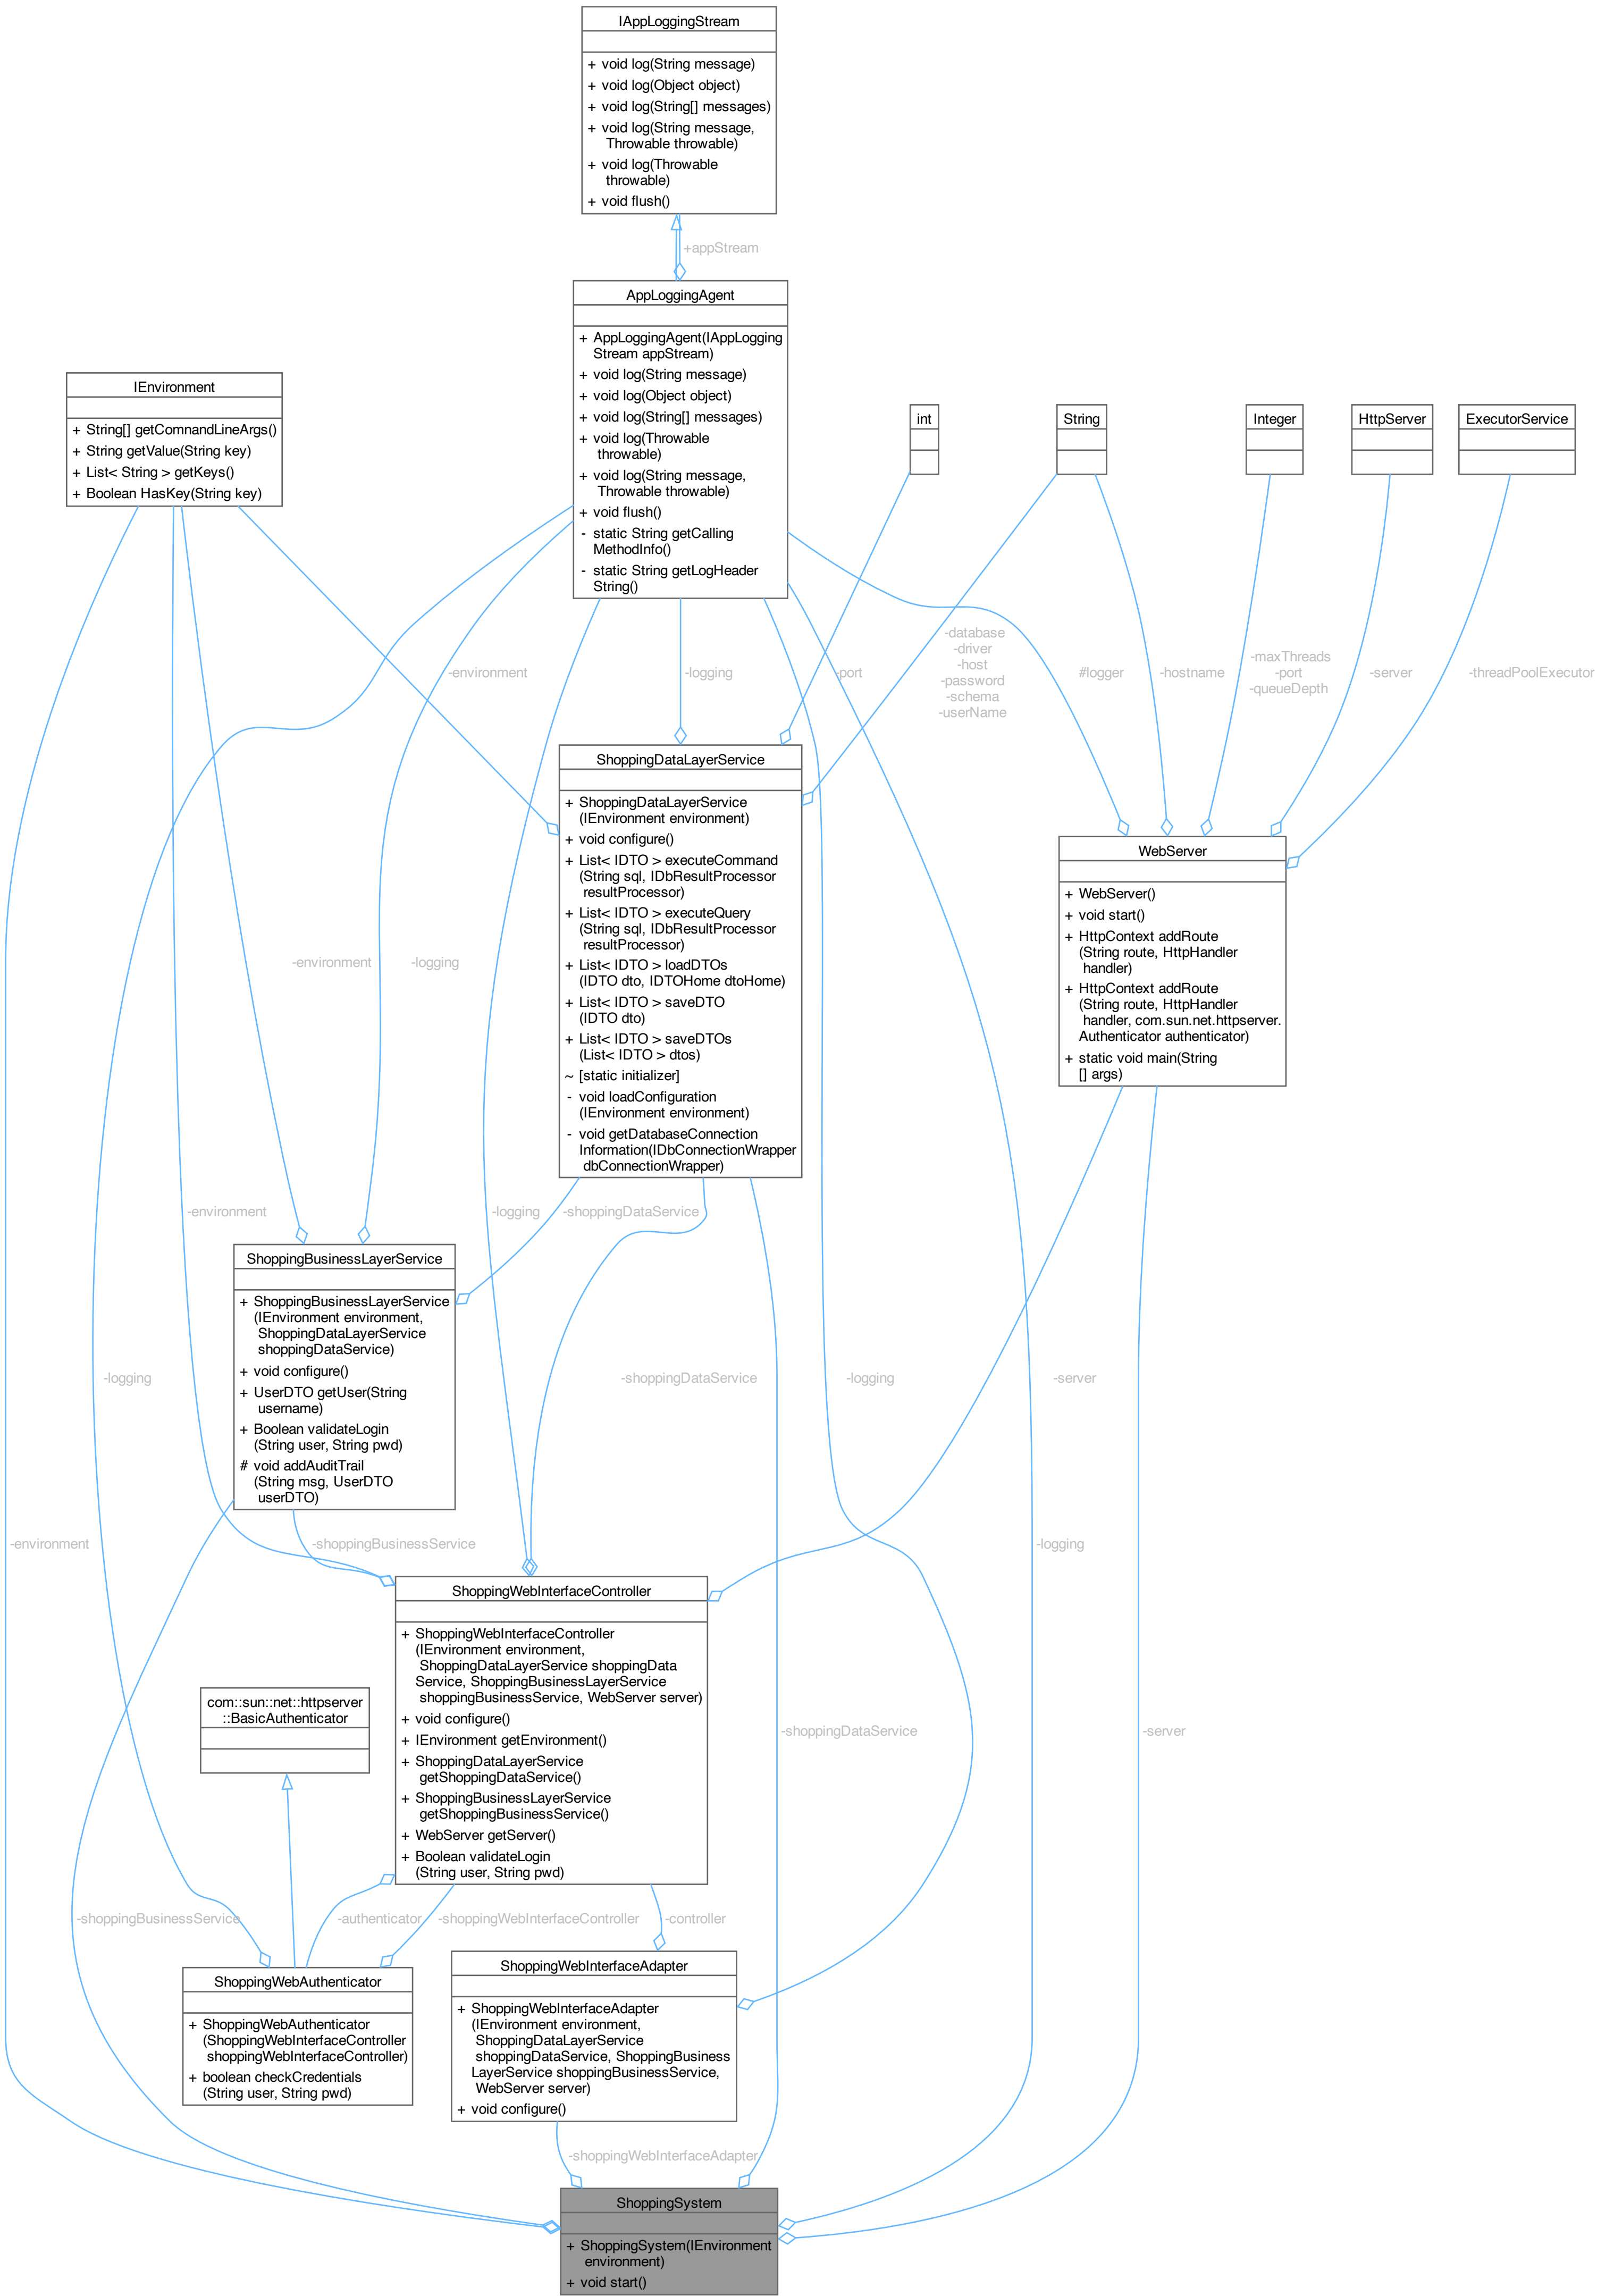 IAppLoggingStream
+ void log(String message)
+ void log(Object object)
+ void log(String[] messages)
+ void log(String message,
Throwable throwable)
+ void log(Throwable
throwable)
+ void flush()
+appStream
AppLoggingAgent
+ AppLoggingAgent(IAppLogging
Stream appStream)
+ void log(String message)
+ void log(Object object)
+ void log(String[] messages)
+ void log(Throwable
throwable)
+ void log(String message,
Throwable throwable)
+ void flush()
- static String getCalling
MethodInfo()
- static String getLogHeader
String()
IEnvironment
+ String[] getComnandLineArgs()
+ String getValue(String key)
+ List< String > getKeys()
+ Boolean HasKey(String key)
int
String
Integer
HttpServer
ExecutorService
-environment
-logging
-port
-database
-driver
-host
-password
-schema
-userName
#logger
-hostname
-maxThreads
-port
-queueDepth
-server
-threadPoolExecutor
ShoppingDataLayerService
+ ShoppingDataLayerService
(IEnvironment environment)
+ void configure()
+ List< IDTO > executeCommand
(String sql, IDbResultProcessor
resultProcessor)
+ List< IDTO > executeQuery
(String sql, IDbResultProcessor
resultProcessor)
+ List< IDTO > loadDTOs
(IDTO dto, IDTOHome dtoHome)
+ List< IDTO > saveDTO
(IDTO dto)
+ List< IDTO > saveDTOs
(List< IDTO > dtos)
~ [static initializer]
- void loadConfiguration
(IEnvironment environment)
- void getDatabaseConnection
Information(IDbConnectionWrapper
dbConnectionWrapper)
WebServer
+ WebServer()
+ void start()
+ HttpContext addRoute
(String route, HttpHandler
handler)
+ HttpContext addRoute
(String route, HttpHandler
handler, com.sun.net.httpserver.
Authenticator authenticator)
+ static void main(String
[] args)
-environment
-logging
-environment
-logging
-shoppingDataService
ShoppingBusinessLayerService
+ ShoppingBusinessLayerService
(IEnvironment environment,
ShoppingDataLayerService
shoppingDataService)
+ void configure()
+ UserDTO getUser(String
username)
+ Boolean validateLogin
(String user, String pwd)
# void addAuditTrail
(String msg, UserDTO
userDTO)
-logging
-shoppingDataService
-logging
-server
-environment
-shoppingBusinessService
-logging
ShoppingWebInterfaceController
+ ShoppingWebInterfaceController
(IEnvironment environment,
ShoppingDataLayerService shoppingData
Service, ShoppingBusinessLayerService
shoppingBusinessService, WebServer server)
+ void configure()
+ IEnvironment getEnvironment()
+ ShoppingDataLayerService
getShoppingDataService()
+ ShoppingBusinessLayerService
getShoppingBusinessService()
+ WebServer getServer()
+ Boolean validateLogin
(String user, String pwd)
com::sun::net::httpserver
::BasicAuthenticator
-shoppingDataService
-server
-shoppingBusinessService
-authenticator
-shoppingWebInterfaceController
-controller
ShoppingWebAuthenticator
+ ShoppingWebAuthenticator
(ShoppingWebInterfaceController
shoppingWebInterfaceController)
+ boolean checkCredentials
(String user, String pwd)
ShoppingWebInterfaceAdapter
+ ShoppingWebInterfaceAdapter
(IEnvironment environment,
ShoppingDataLayerService
shoppingDataService, ShoppingBusiness
LayerService shoppingBusinessService,
WebServer server)
+ void configure()
-shoppingWebInterfaceAdapter
ShoppingSystem
+ ShoppingSystem(IEnvironment
environment)
+ void start()